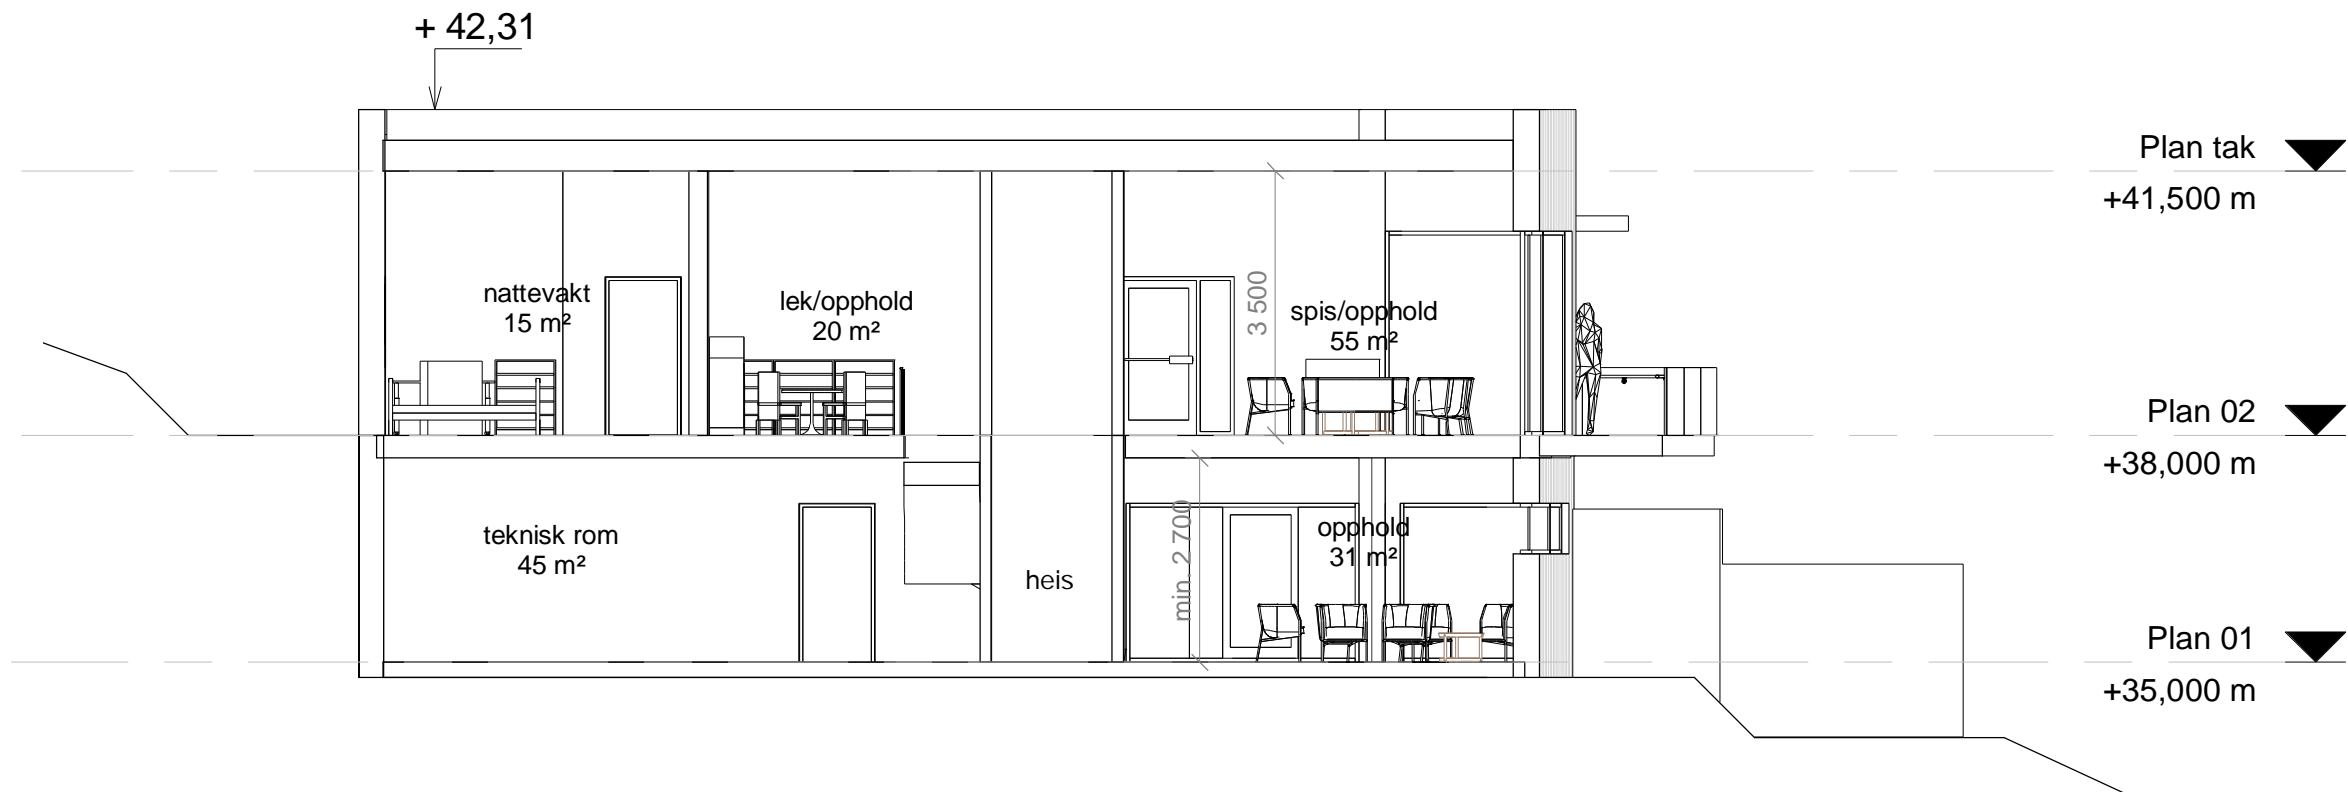 + 42,31
Plan tak
+41,500 m
nattevakt
15 m²
lek/opphold
20 m²
3 500
spis/opphold
55 m²
Plan 02
+38,000 m
teknisk rom
45 m²
heis
min. 2 700
opphold
31 m²
Plan 01
+35,000 m